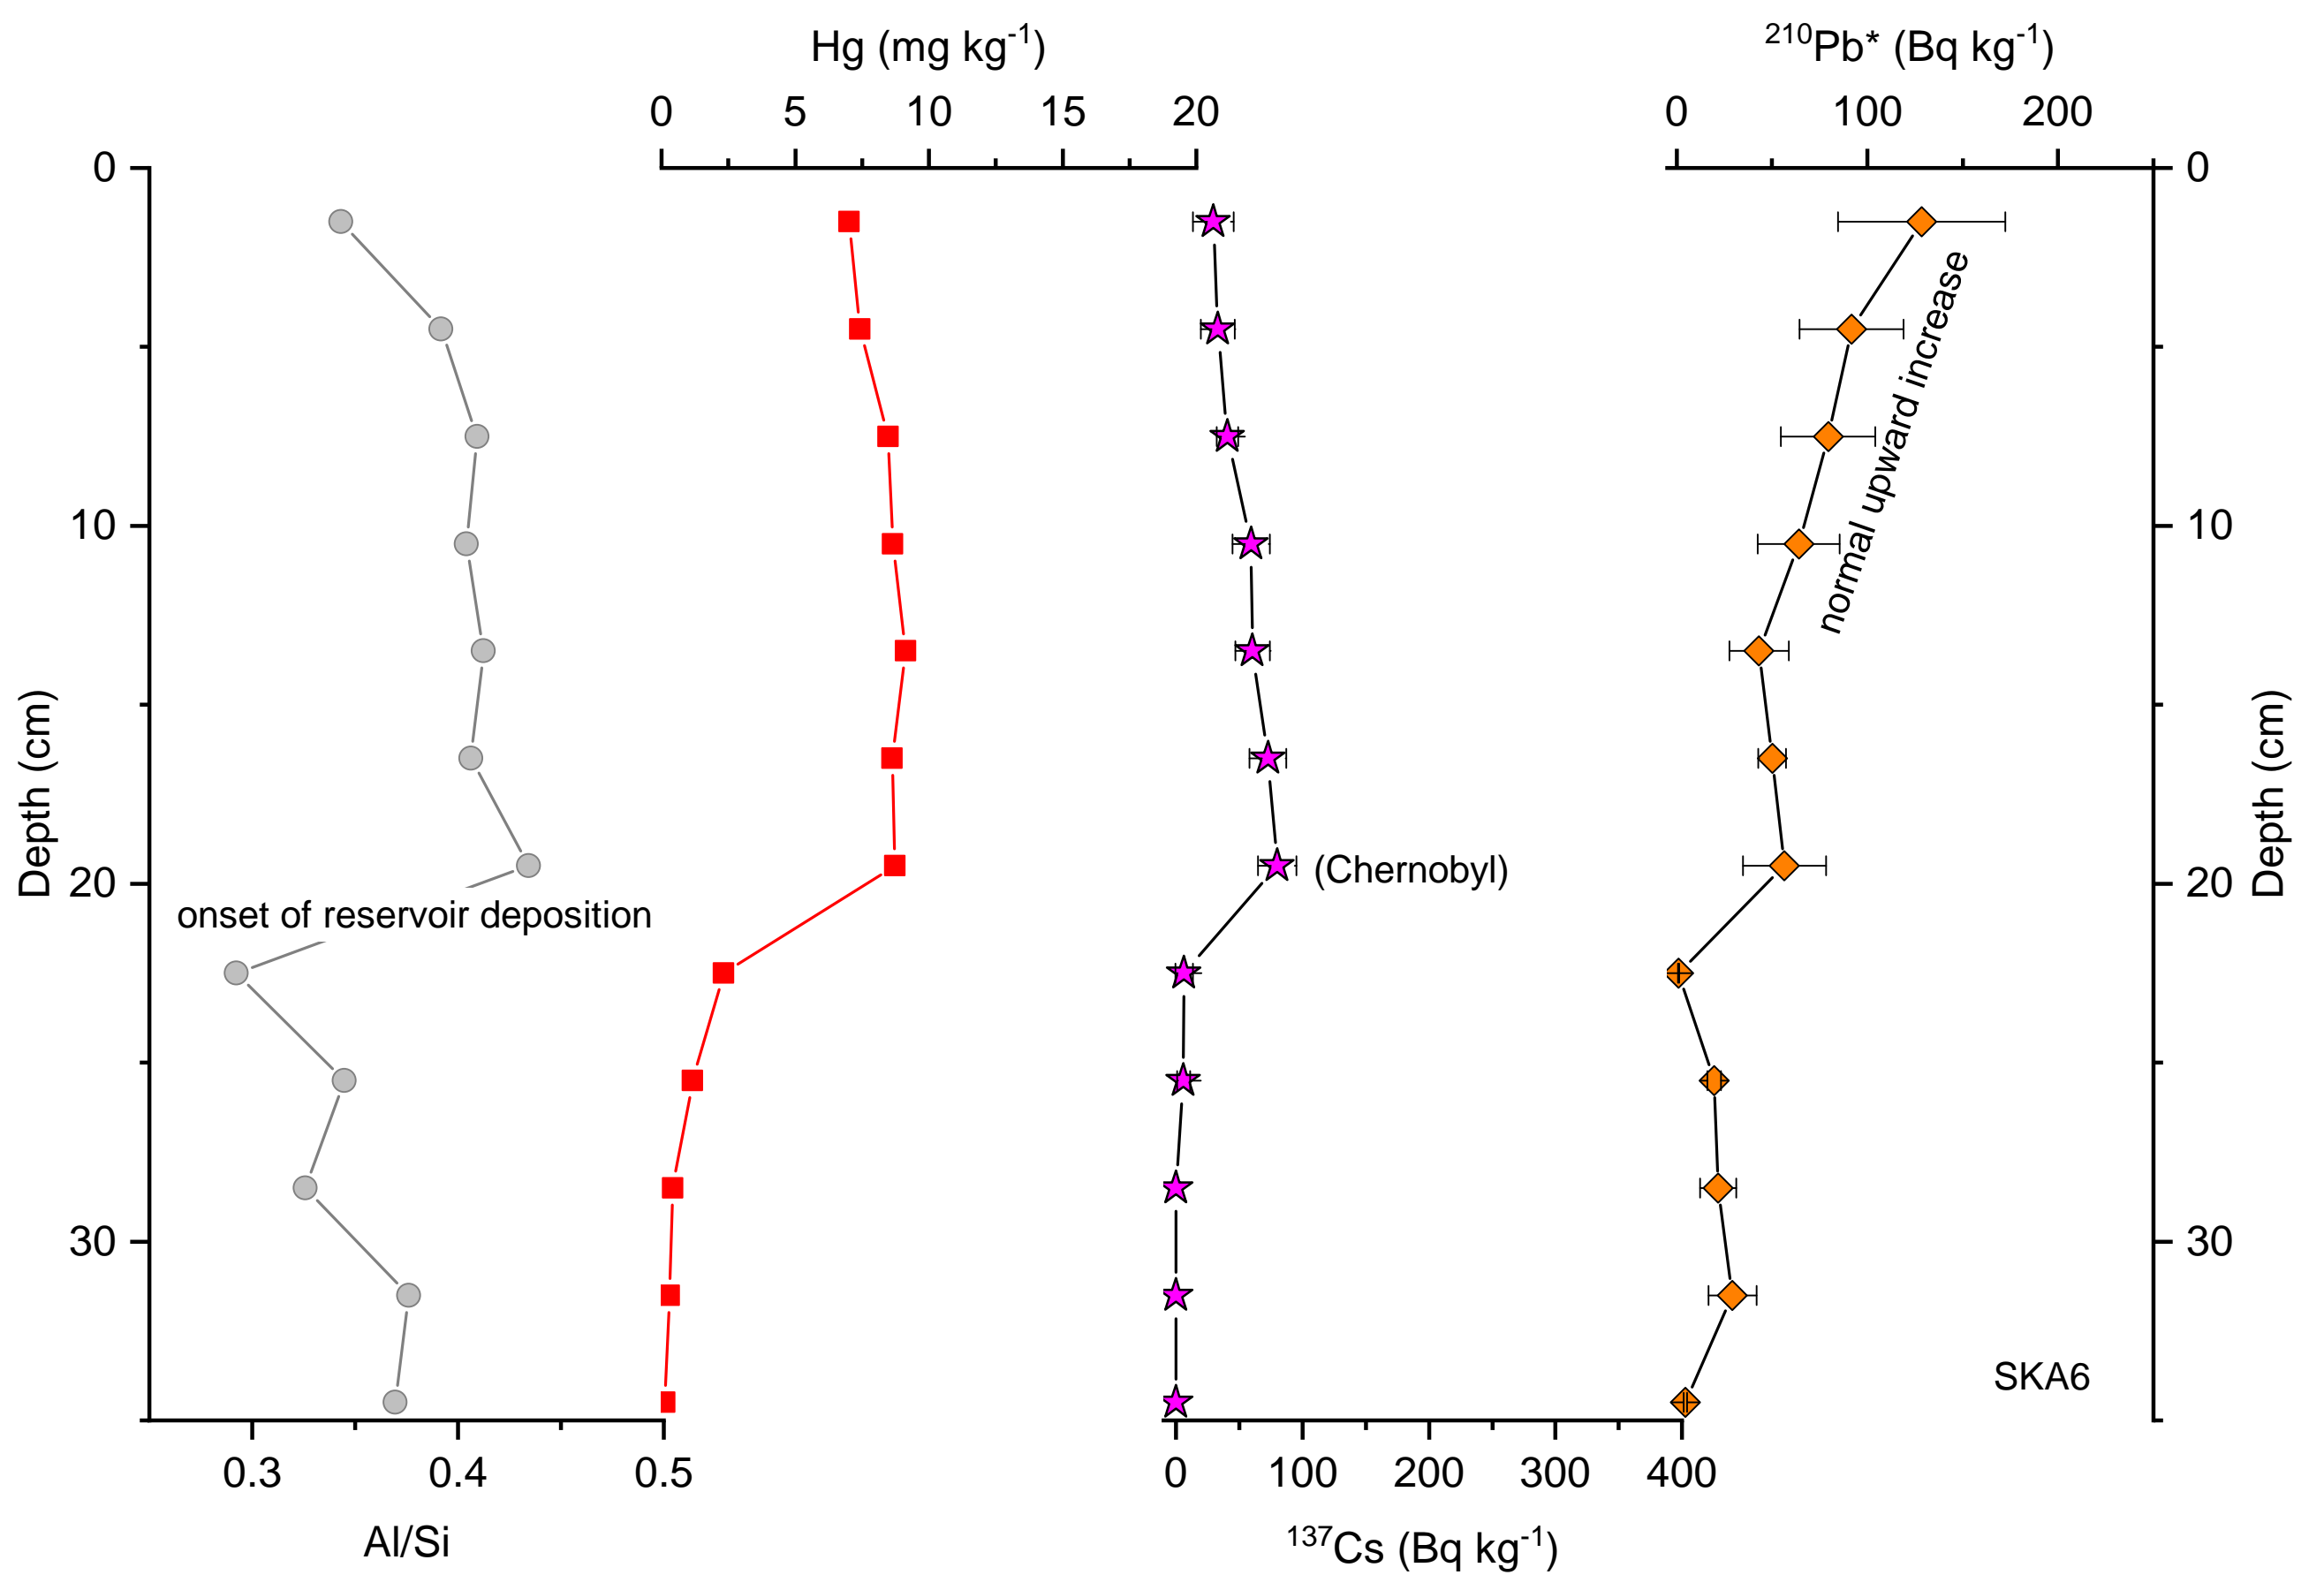 Hg (mg kg⁻¹)
²¹⁰Pb* (Bq kg⁻¹)
0 5 10 15 20
0 100 200
0
10
20
30
Depth (cm)
0
10
20
30
Depth (cm)
normal upward increase
(Chernobyl)
onset of reservoir deposition
SKA6
0.3 0.4 0.5
0 100 200 300 400
Al/Si
¹³⁷Cs (Bq kg⁻¹)